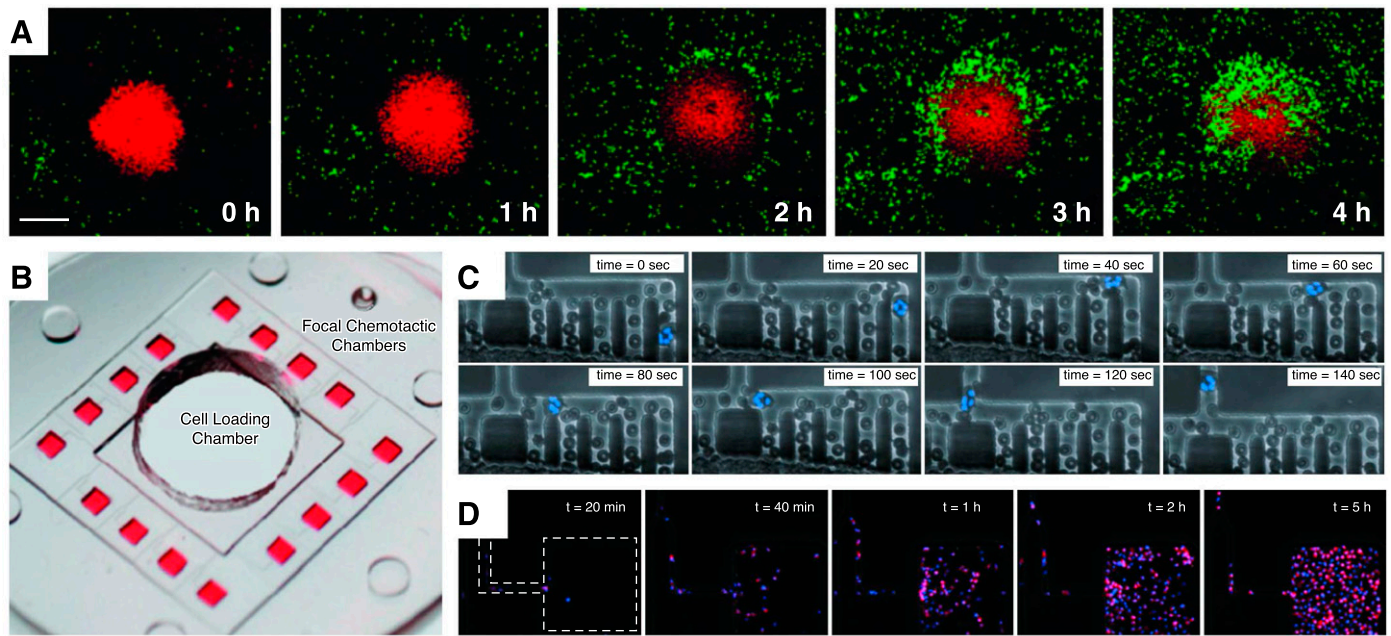 A
0 h
1 h
2 h
3 h
4 h
B
Focal Chemotactic
Chambers
Cell Loading
Chamber
C
time = 0 sec
time = 20 sec
time = 40 sec
time = 60 sec
time = 80 sec
time = 100 sec
time = 120 sec
time = 140 sec
D
t = 20 min
t = 40 min
t = 1 h
t = 2 h
t = 5 h